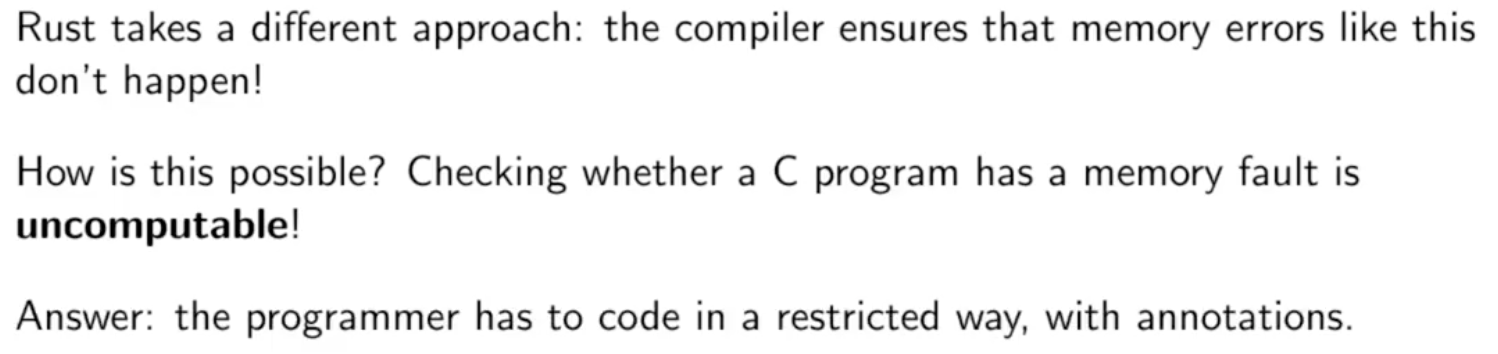 Rust takes a different approach: the compiler ensures that memory errors like this
don't happen!
How is this possible? Checking whether a C program has a memory fault is
uncomputable!
Answer: the programmer has to code in a restricted way, with annotations.